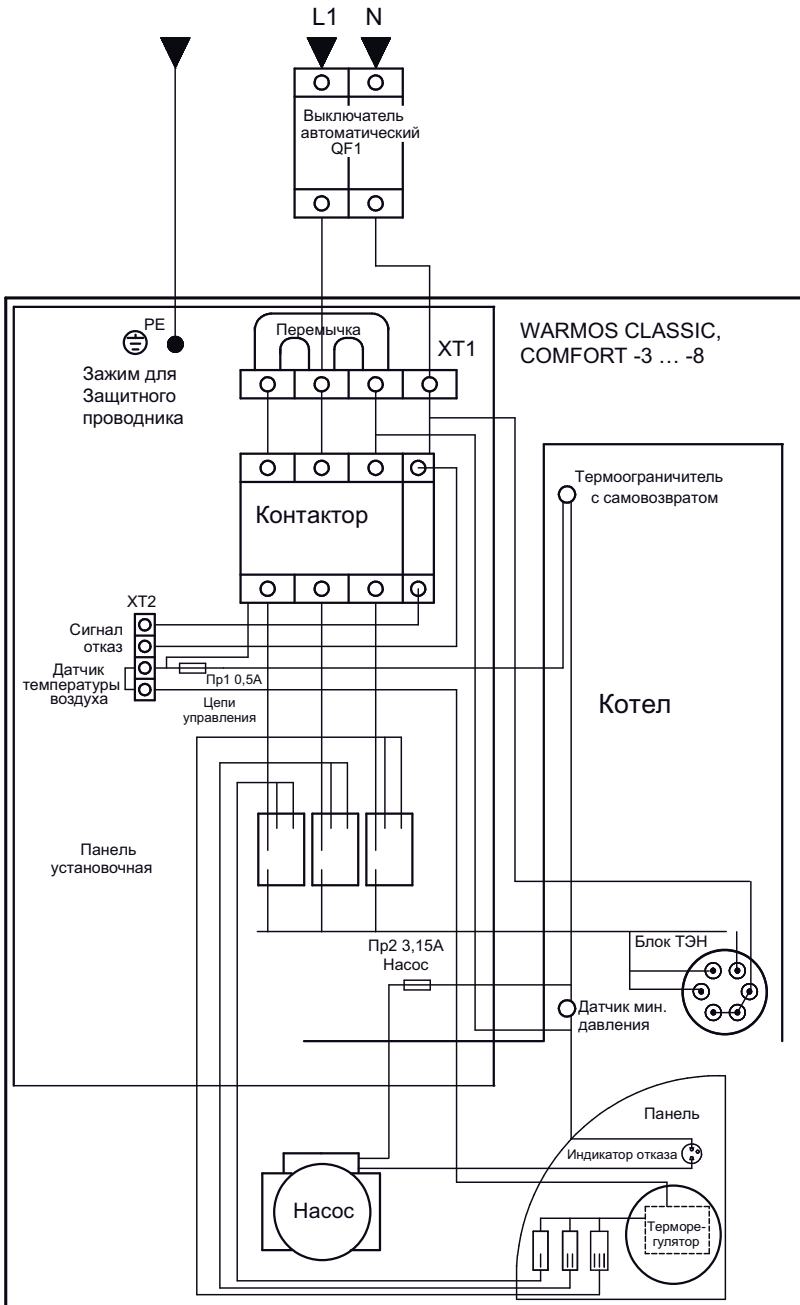 L1 N
Выключатель
автоматический
QF1
PE
Зажим для
Защитного
проводника
Перемычка
XT1
WARMOS CLASSIC,
COMFORT -3 ... -8
Термоограничитель
с самовозвратом
Контактор
XT2
Сигнал
отказ
Датчик
температуры
воздуха
Пр1 0,5А
Цепи
управления
Котел
Панель
установочная
Пр2 3,15А
Насос
Блок ТЭН
Датчик мин.
давления
Панель
Индикатор отказа
Насос
Терморе-
гулятор
I II III